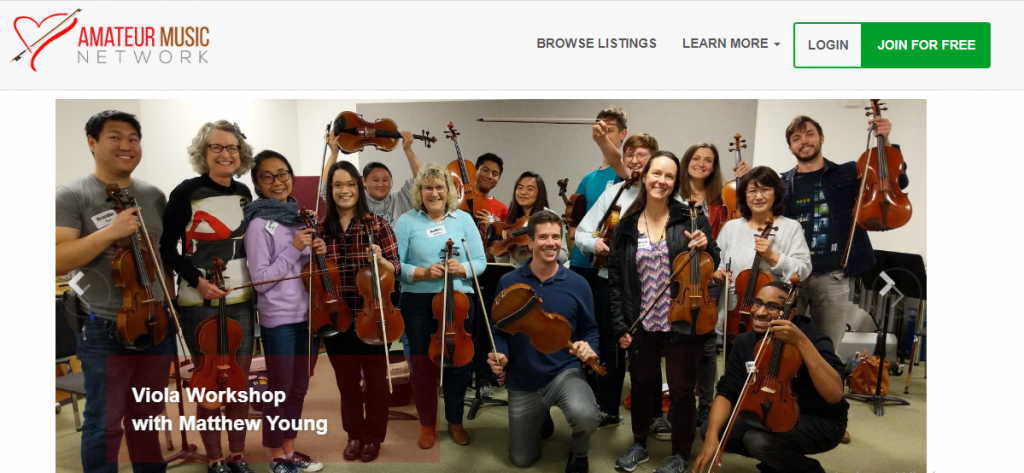 AMATEUR MUSIC
NETWORK
BROWSE LISTINGS
LEARN MORE
LOGIN
JOIN FOR FREE
Viola Workshop
with Matthew Young